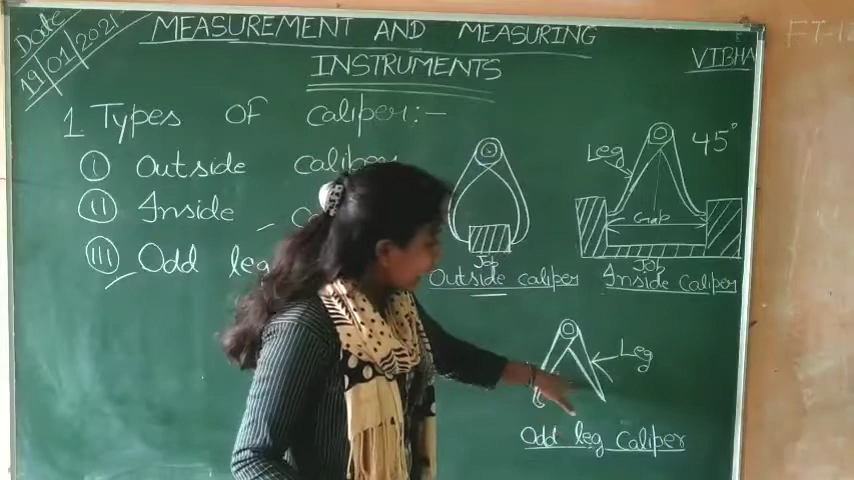 Date
19/01/2021
MEASUREMENT AND MEASURING
INSTRUMENTS
VIBHA
1. Types OF caliper:-
(I) Outside caliper
(II) Inside
(III) Odd leg
Job
Outside caliper
Leg
45°
Gap
Job
Inside caliper
Leg
Odd leg caliper